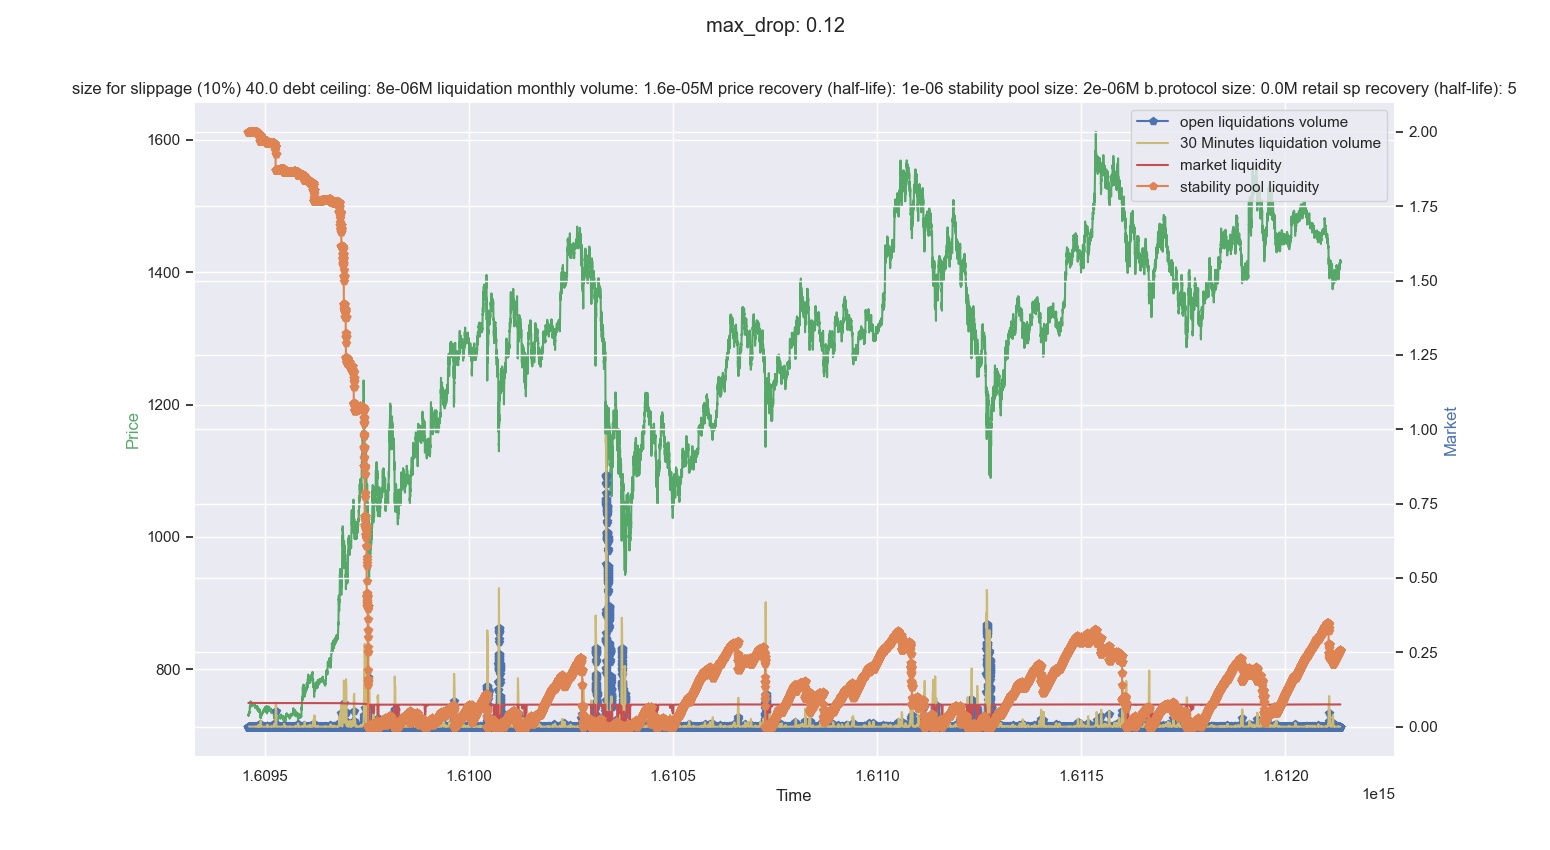 max_drop: 0.12
size for slippage (10%) 40.0 debt ceiling: 8e-06M liquidation monthly volume: 1.6e-05M price recovery (half-life): 1e-06 stability pool size: 2e-06M b.protocol size: 0.0M retail sp recovery (half-life): 5
open liquidations volume
30 Minutes liquidation volume
market liquidity
stability pool liquidity
Price
1600
1400
1200
1000
800
2.00
1.75
1.50
1.25
1.00
0.75
0.50
0.25
0.00
Market
1.6095 1.6100 1.6105 1.6110 1.6115 1.6120
Time
1e15